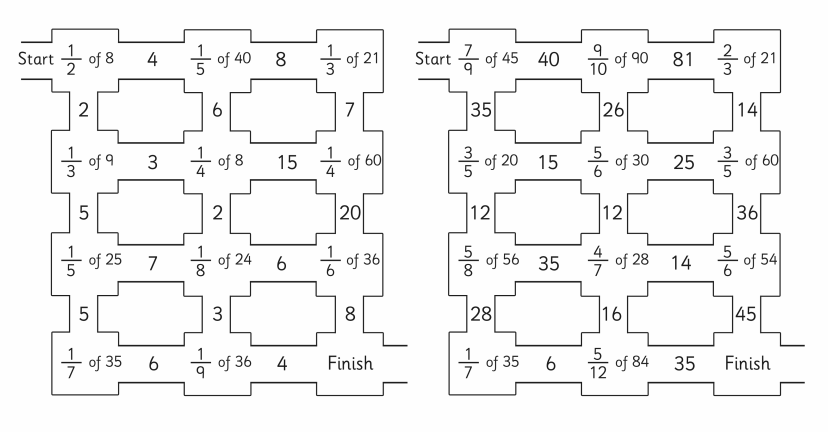 Start 1/2 of 8 4 1/5 of 40 8 1/3 of 21
2 6 7
1/3 of 9 3 1/4 of 8 15 1/4 of 60
5 2 20
1/5 of 25 7 1/8 of 24 6 1/6 of 36
5 3 8
1/7 of 35 6 1/9 of 36 4 Finish
Start 7/9 of 45 40 9/10 of 90 81 2/3 of 21
35 26 14
3/5 of 20 15 5/6 of 30 25 3/5 of 60
12 12 36
5/8 of 56 35 4/7 of 28 14 5/6 of 54
28 16 45
1/7 of 35 6 5/12 of 84 35 Finish